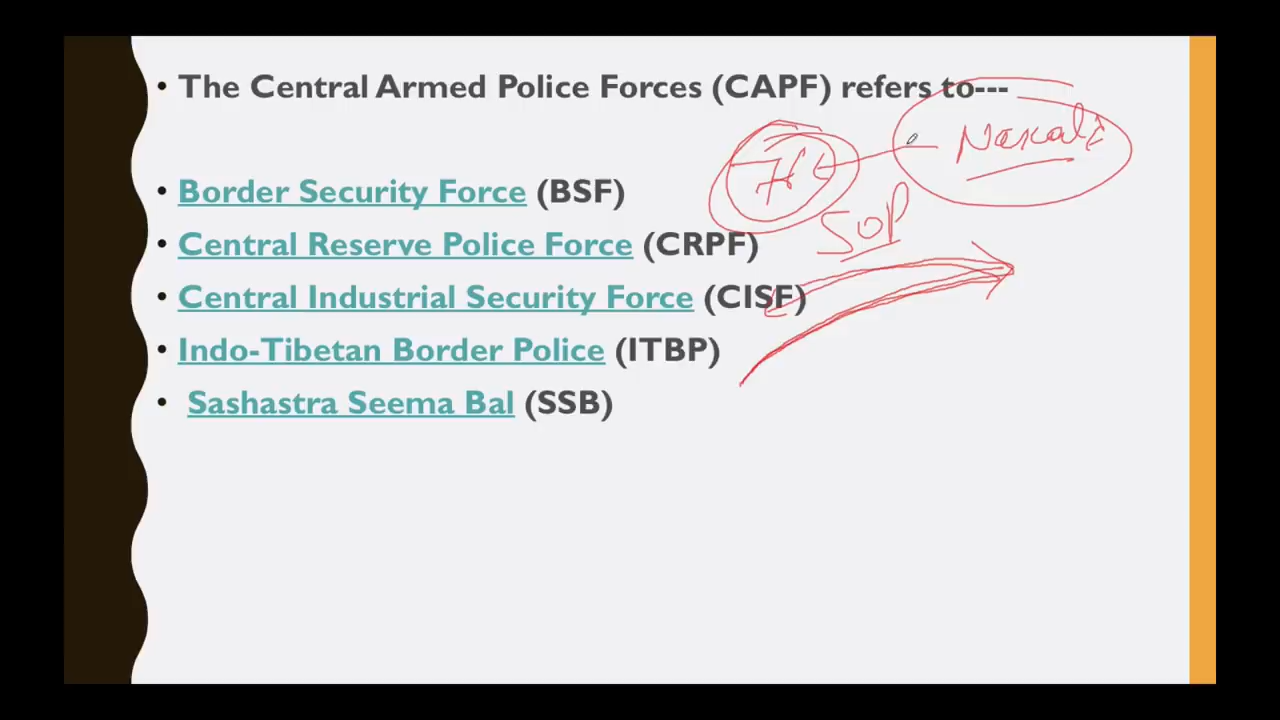 • The Central Armed Police Forces (CAPF) refers to---
Naxali
• Border Security Force (BSF)
SOP
• Central Reserve Police Force (CRPF)
• Central Industrial Security Force (CISF)
• Indo-Tibetan Border Police (ITBP)
• Sashastra Seema Bal (SSB)